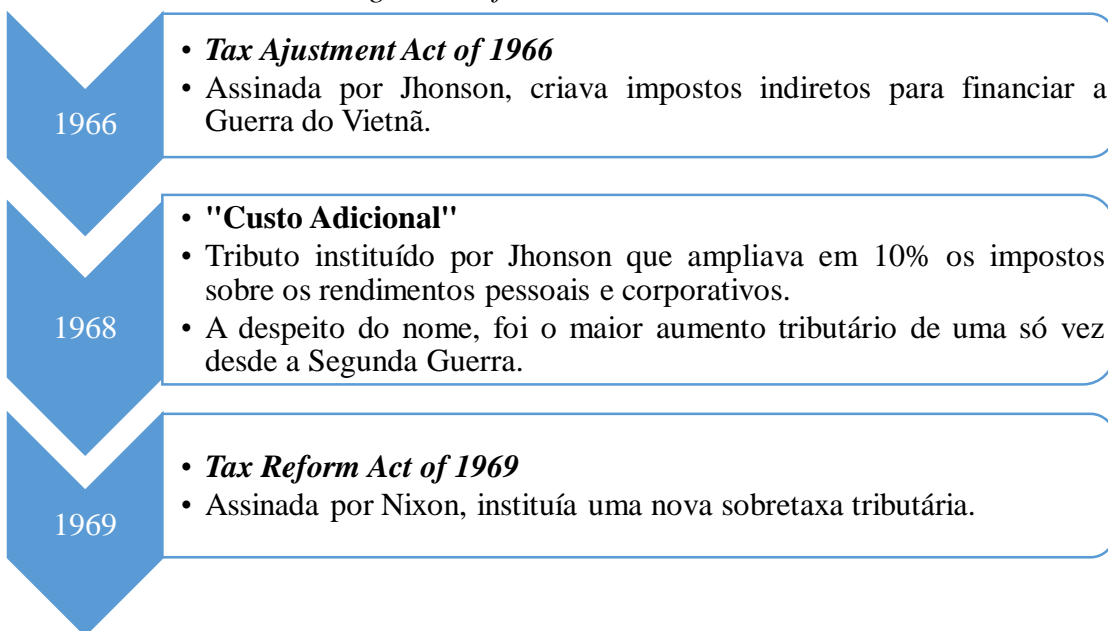 1966
• Tax Ajustment Act of 1966
• Assinada por Jhonson, criava impostos indiretos para financiar a
Guerra do Vietnã.
1968
• "Custo Adicional"
• Tributo instituído por Jhonson que ampliava em 10% os impostos
sobre os rendimentos pessoais e corporativos.
• A despeito do nome, foi o maior aumento tributário de uma só vez
desde a Segunda Guerra.
1969
• Tax Reform Act of 1969
• Assinada por Nixon, instituía uma nova sobretaxa tributária.